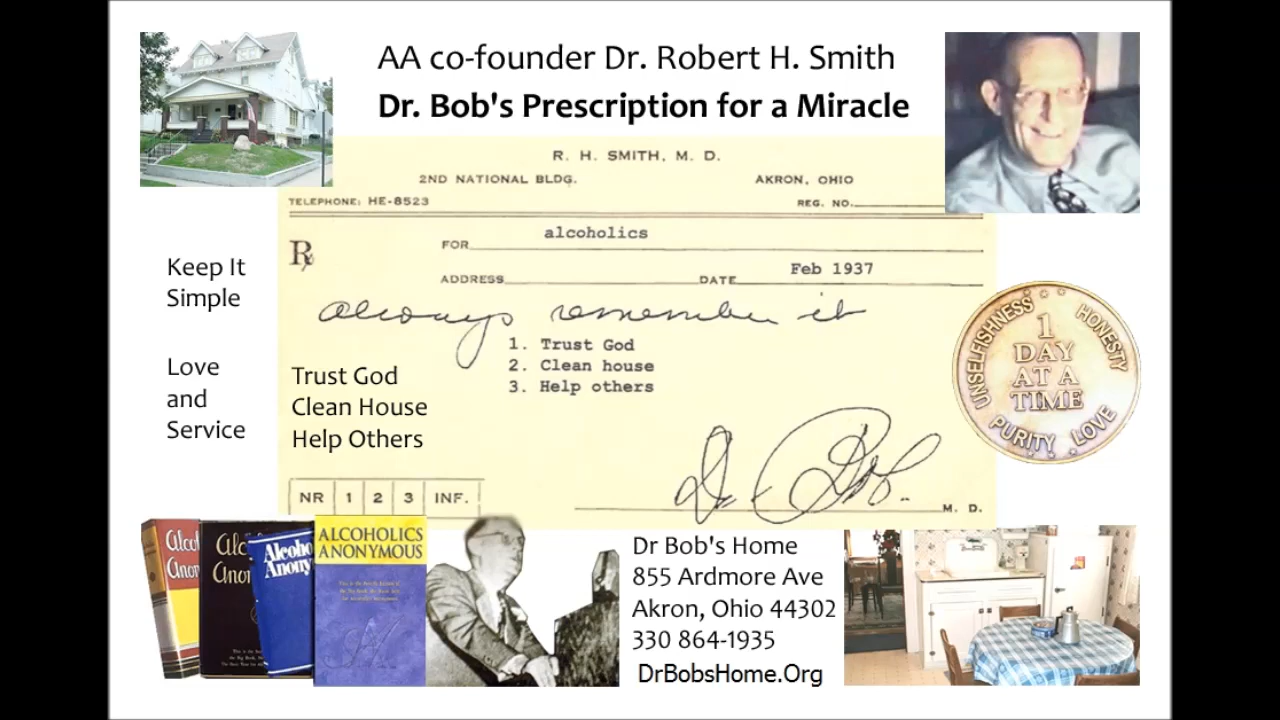 AA co-founder Dr. Robert H. Smith
Dr. Bob's Prescription for a Miracle
R. H. SMITH, M. D.
2ND NATIONAL BLDG.
AKRON, OHIO
TELEPHONE: HE-8523
REG. NO.
Rx
FOR alcoholics
ADDRESS
DATE Feb 1937
always remember it
1. Trust God
2. Clean house
3. Help others
Keep It
Simple
Love
and
Service
Trust God
Clean House
Help Others
UNSELFISHNESS
HONESTY
1
DAY
AT A
TIME
PURITY
LOVE
NR 1 2 3 INF.
Dr. Bob.
M. D.
ALCOHOLICS
ANONYMOUS
Dr Bob's Home
855 Ardmore Ave
Akron, Ohio 44302
330 864-1935
DrBobsHome.Org